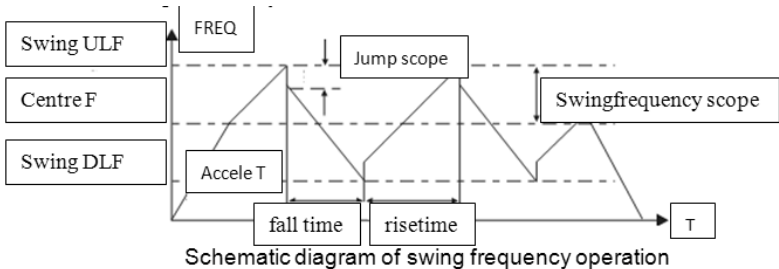 FREQ
Swing ULF
Jump scope
Centre F
Swingfrequency scope
Swing DLF
Accele T
fall time
risetime
T
Schematic diagram of swing frequency operation